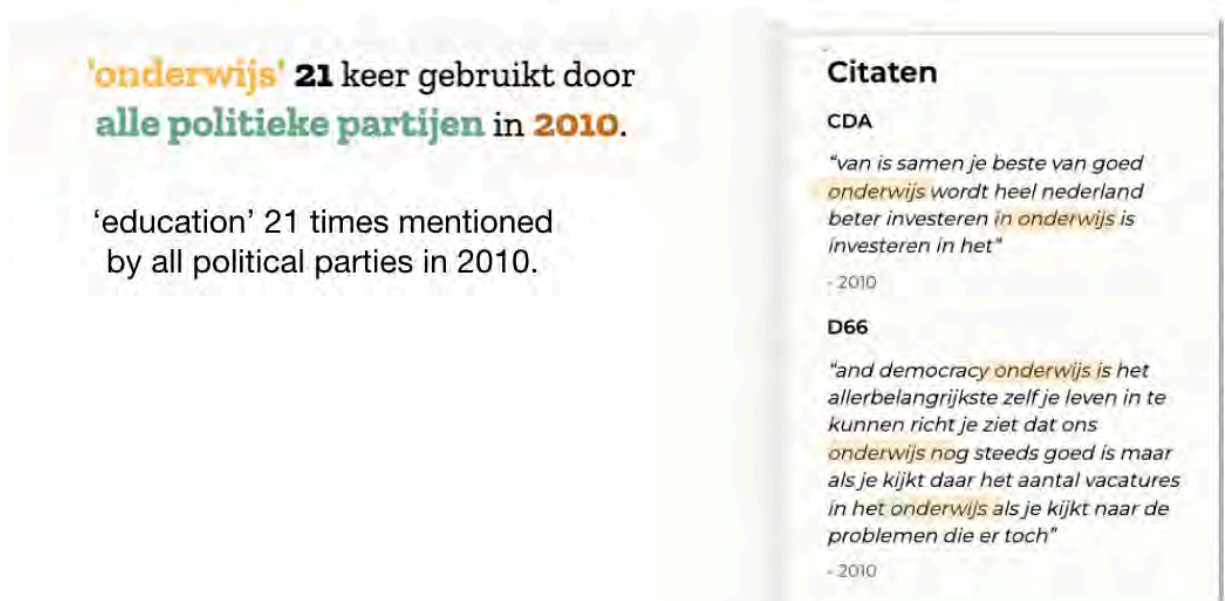 'onderwijs' 21 keer gebruikt door
alle politieke partijen in 2010.
‘education’ 21 times mentioned
by all political parties in 2010.
Citaten
CDA
"van is samen je beste van goed
onderwijs wordt heel nederland
beter investeren in onderwijs is
investeren in het"
- 2010
D66
"and democracy onderwijs is het
allerbelangrijkste zelf je leven in te
kunnen richt je ziet dat ons
onderwijs nog steeds goed is maar
als je kijkt daar het aantal vacatures
in het onderwijs als je kijkt naar de
problemen die er toch"
- 2010